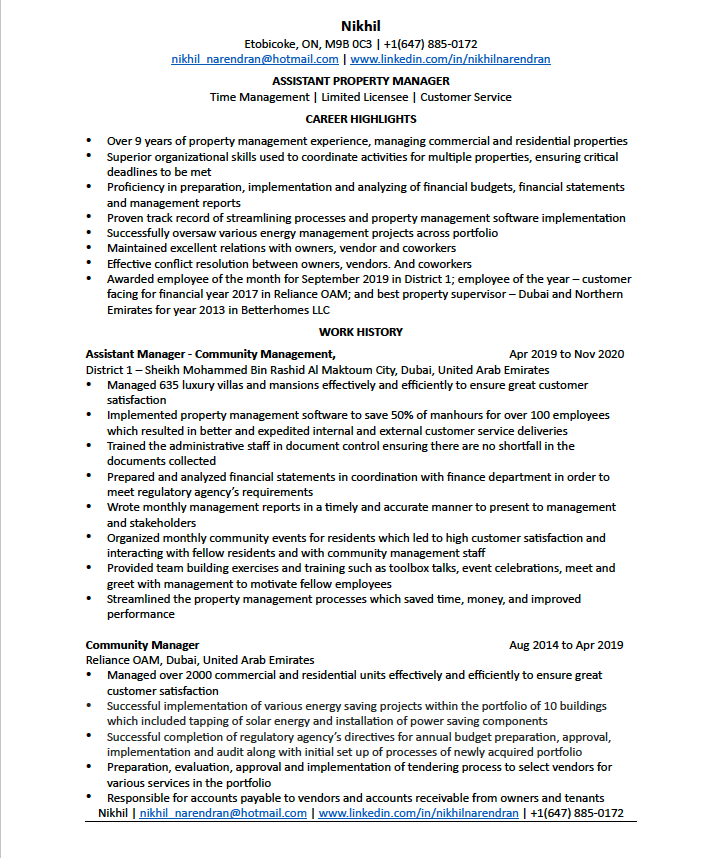 Nikhil
Etobicoke, ON, M9B 0C3 | +1(647) 885-0172
nikhil_narendran@hotmail.com | www.linkedin.com/in/nikhilnarendran
ASSISTANT PROPERTY MANAGER
Time Management | Limited Licensee | Customer Service
CAREER HIGHLIGHTS
• Over 9 years of property management experience, managing commercial and residential properties
• Superior organizational skills used to coordinate activities for multiple properties, ensuring critical
deadlines to be met
• Proficiency in preparation, implementation and analyzing of financial budgets, financial statements
and management reports
• Proven track record of streamlining processes and property management software implementation
• Successfully oversaw various energy management projects across portfolio
• Maintained excellent relations with owners, vendor and coworkers
• Effective conflict resolution between owners, vendors. And coworkers
• Awarded employee of the month for September 2019 in District 1; employee of the year – customer
facing for financial year 2017 in Reliance OAM; and best property supervisor – Dubai and Northern
Emirates for year 2013 in Betterhomes LLC
WORK HISTORY
Assistant Manager - Community Management, Apr 2019 to Nov 2020
District 1 – Sheikh Mohammed Bin Rashid Al Maktoum City, Dubai, United Arab Emirates
• Managed 635 luxury villas and mansions effectively and efficiently to ensure great customer
satisfaction
• Implemented property management software to save 50% of manhours for over 100 employees
which resulted in better and expedited internal and external customer service deliveries
• Trained the administrative staff in document control ensuring there are no shortfall in the
documents collected
• Prepared and analyzed financial statements in coordination with finance department in order to
meet regulatory agency's requirements
• Wrote monthly management reports in a timely and accurate manner to present to management
and stakeholders
• Organized monthly community events for residents which led to high customer satisfaction and
interacting with fellow residents and with community management staff
• Provided team building exercises and training such as toolbox talks, event celebrations, meet and
greet with management to motivate fellow employees
• Streamlined the property management processes which saved time, money, and improved
performance
Community Manager Aug 2014 to Apr 2019
Reliance OAM, Dubai, United Arab Emirates
• Managed over 2000 commercial and residential units effectively and efficiently to ensure great
customer satisfaction
• Successful implementation of various energy saving projects within the portfolio of 10 buildings
which included tapping of solar energy and installation of power saving components
• Successful completion of regulatory agency's directives for annual budget preparation, approval,
implementation and audit along with initial set up of processes of newly acquired portfolio
• Preparation, evaluation, approval and implementation of tendering process to select vendors for
various services in the portfolio
• Responsible for accounts payable to vendors and accounts receivable from owners and tenants
Nikhil | nikhil_narendran@hotmail.com | www.linkedin.com/in/nikhilnarendran | +1(647) 885-0172